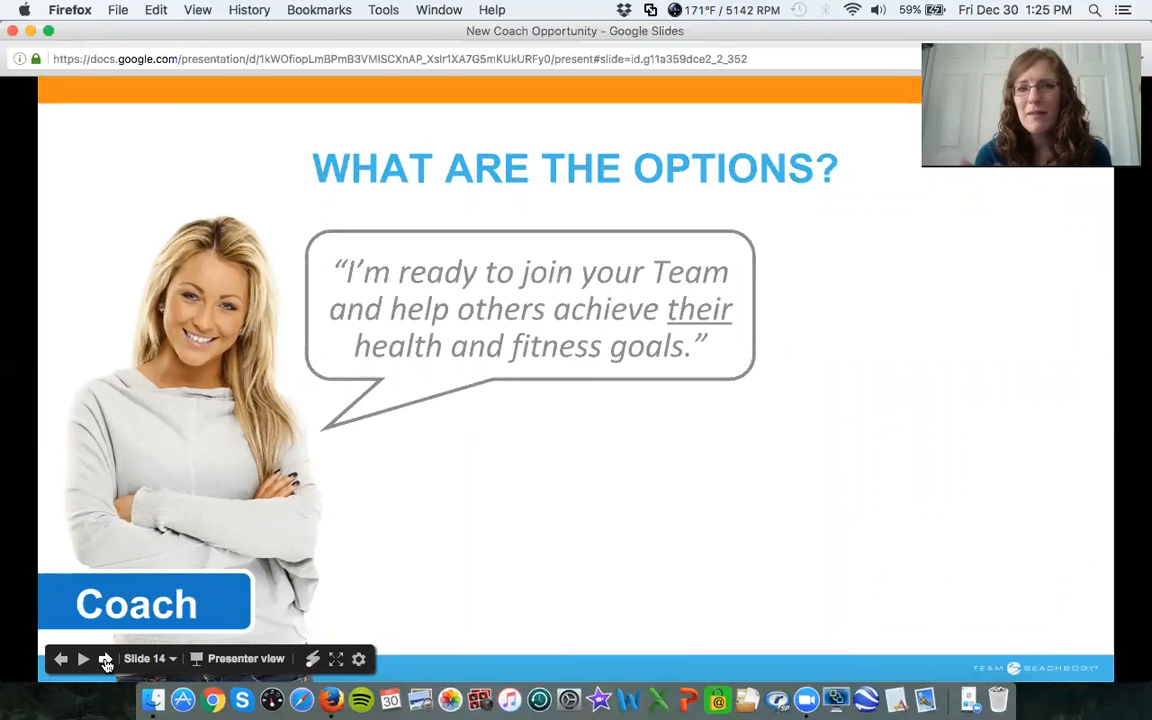 Firefox File Edit View History Bookmarks Tools Window Help 171°F / 5142 RPM 59% Fri Dec 30 1:25 PM
New Coach Opportunity - Google Slides
https://docs.google.com/presentation/d/1kWOfiopLmBPmB3VMISCXnAP_Xslr1XA7G5mKUkURFy0/present#slide=id.g11a359dce2_2_352
WHAT ARE THE OPTIONS?
“I’m ready to join your Team
and help others achieve their
health and fitness goals.”
Coach
Slide 14 Presenter view
TEAM BEACHBODY